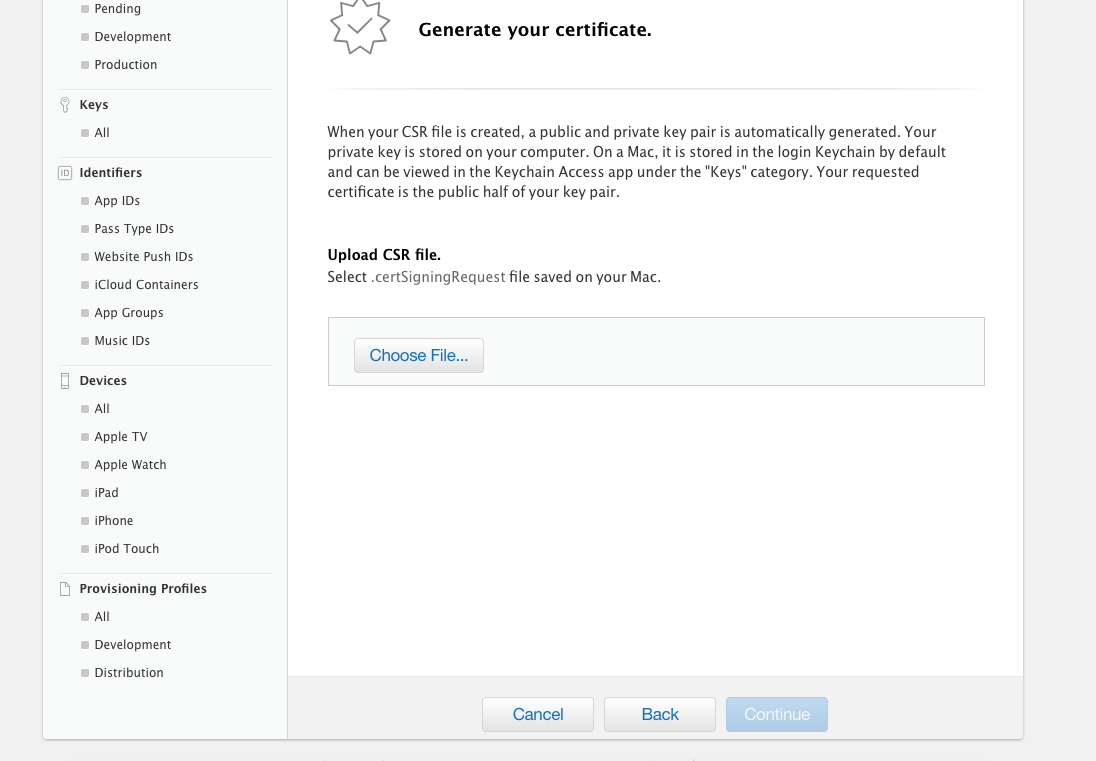 Pending
Development
Production
Keys
All
Identifiers
App IDs
Pass Type IDs
Website Push IDs
iCloud Containers
App Groups
Music IDs
Devices
All
Apple TV
Apple Watch
iPad
iPhone
iPod Touch
Provisioning Profiles
All
Development
Distribution
Generate your certificate.
When your CSR file is created, a public and private key pair is automatically generated. Your
private key is stored on your computer. On a Mac, it is stored in the login Keychain by default
and can be viewed in the Keychain Access app under the "Keys" category. Your requested
certificate is the public half of your key pair.
Upload CSR file.
Select .certSigningRequest file saved on your Mac.
Choose File...
Cancel
Back
Continue